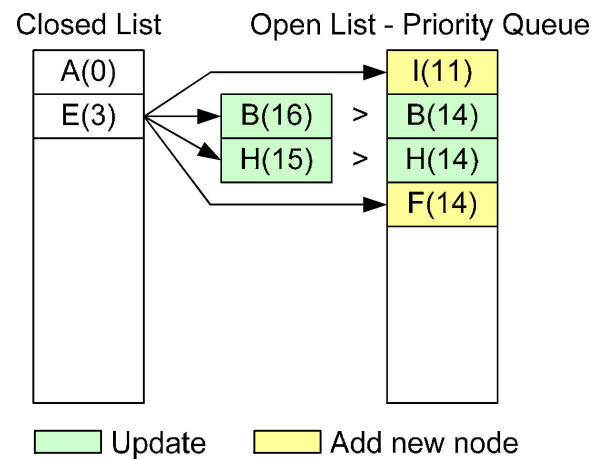 Closed List
Open List - Priority Queue
A(0)
I(11)
E(3)
B(16) > B(14)
H(15) > H(14)
F(14)
Update
Add new node